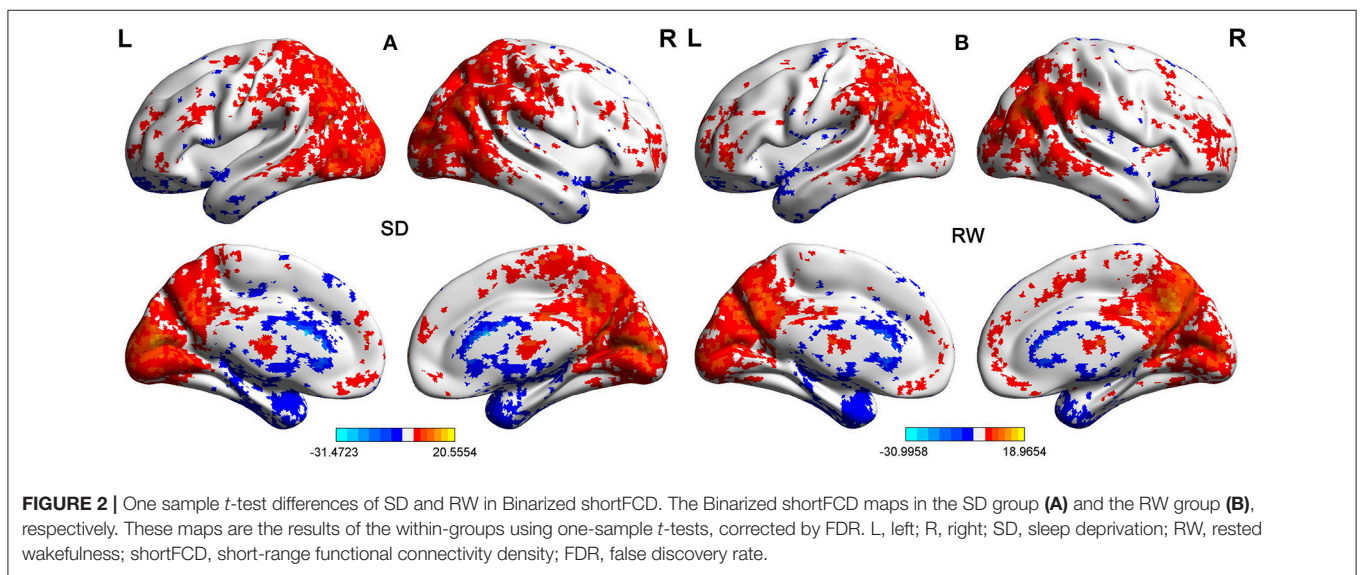 L A R L B R
SD RW
-31.4723 20.5554 -30.9958 18.9654
FIGURE 2 | One sample t-test differences of SD and RW in Binarized shortFCD. The Binarized shortFCD maps in the SD group (A) and the RW group (B),
respectively. These maps are the results of the within-groups using one-sample t-tests, corrected by FDR. L, left; R, right; SD, sleep deprivation; RW, rested
wakefulness; shortFCD, short-range functional connectivity density; FDR, false discovery rate.